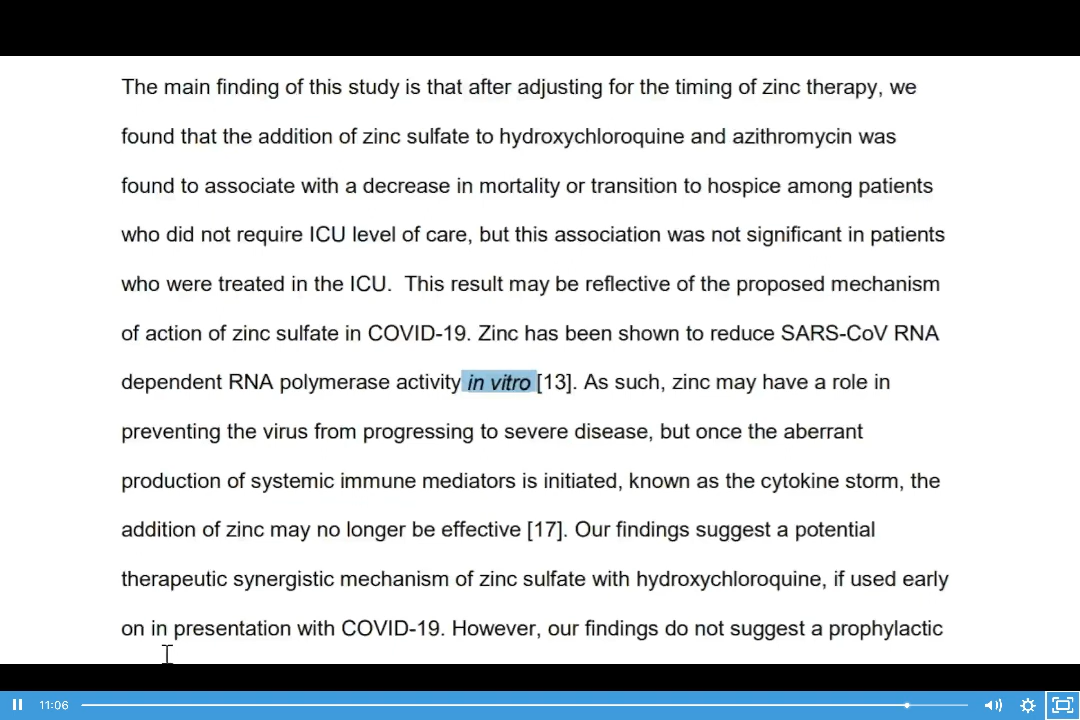 The main finding of this study is that after adjusting for the timing of zinc therapy, we
found that the addition of zinc sulfate to hydroxychloroquine and azithromycin was
found to associate with a decrease in mortality or transition to hospice among patients
who did not require ICU level of care, but this association was not significant in patients
who were treated in the ICU.  This result may be reflective of the proposed mechanism
of action of zinc sulfate in COVID-19. Zinc has been shown to reduce SARS-CoV RNA
dependent RNA polymerase activity in vitro [13]. As such, zinc may have a role in
preventing the virus from progressing to severe disease, but once the aberrant
production of systemic immune mediators is initiated, known as the cytokine storm, the
addition of zinc may no longer be effective [17]. Our findings suggest a potential
therapeutic synergistic mechanism of zinc sulfate with hydroxychloroquine, if used early
on in presentation with COVID-19. However, our findings do not suggest a prophylactic
11:06